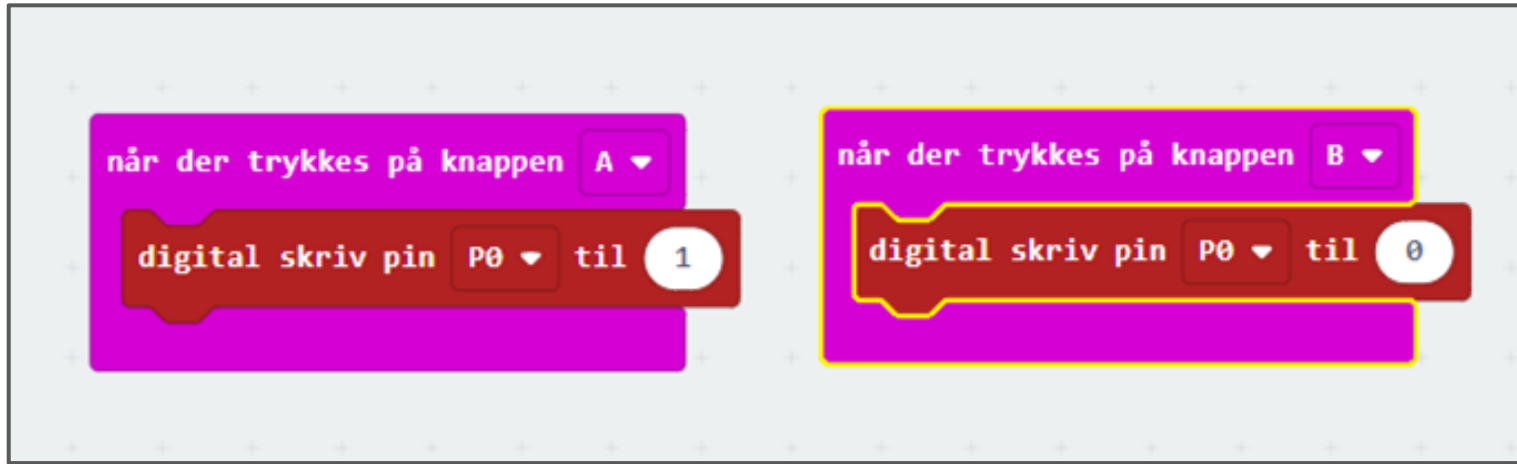 når der trykkes på knappen A
digital skriv pin P0 til 1
når der trykkes på knappen B
digital skriv pin P0 til 0